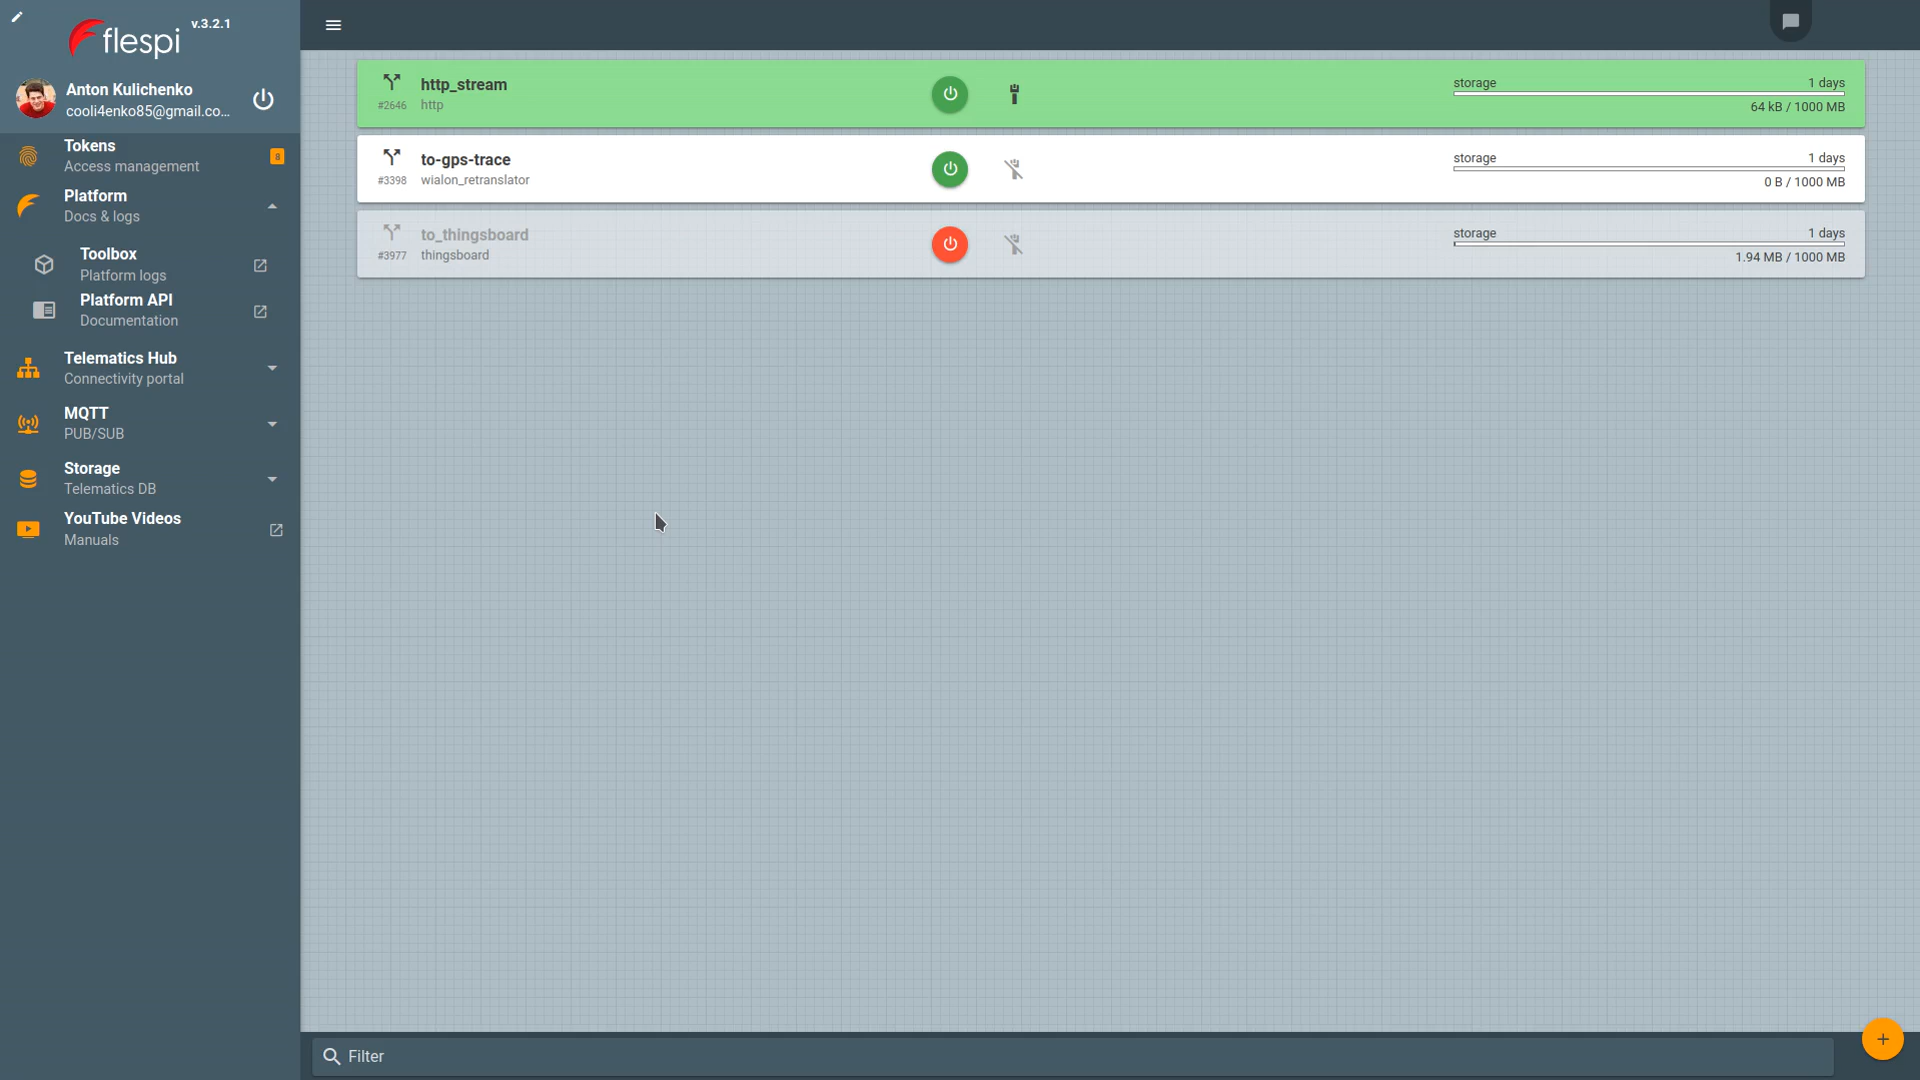 flespi
v.3.2.1
Anton Kulichenko
cooli4enko85@gmail.co...
Tokens
Access management
8
Platform
Docs & logs
Toolbox
Platform logs
Platform API
Documentation
Telematics Hub
Connectivity portal
MQTT
PUB/SUB
Storage
Telematics DB
YouTube Videos
Manuals
http_stream
#2646
http
storage
1 days
64 kB / 1000 MB
to-gps-trace
#3398
wialon_retranslator
storage
1 days
0 B / 1000 MB
to_thingsboard
#3977
thingsboard
storage
1 days
1.94 MB / 1000 MB
Filter